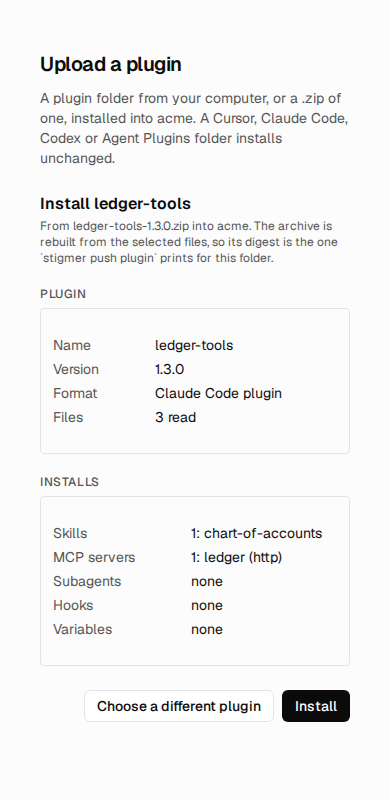 Upload a plugin
A plugin folder from your computer, or a .zip of
one, installed into acme. A Cursor, Claude Code,
Codex or Agent Plugins folder installs
unchanged.
Install ledger-tools
From ledger-tools-1.3.0.zip into acme. The archive is
rebuilt from the selected files, so its digest is the one
`stigmer push plugin` prints for this folder.
PLUGIN
Name ledger-tools
Version 1.3.0
Format Claude Code plugin
Files 3 read
INSTALLS
Skills 1: chart-of-accounts
MCP servers 1: ledger (http)
Subagents none
Hooks none
Variables none
Choose a different plugin Install